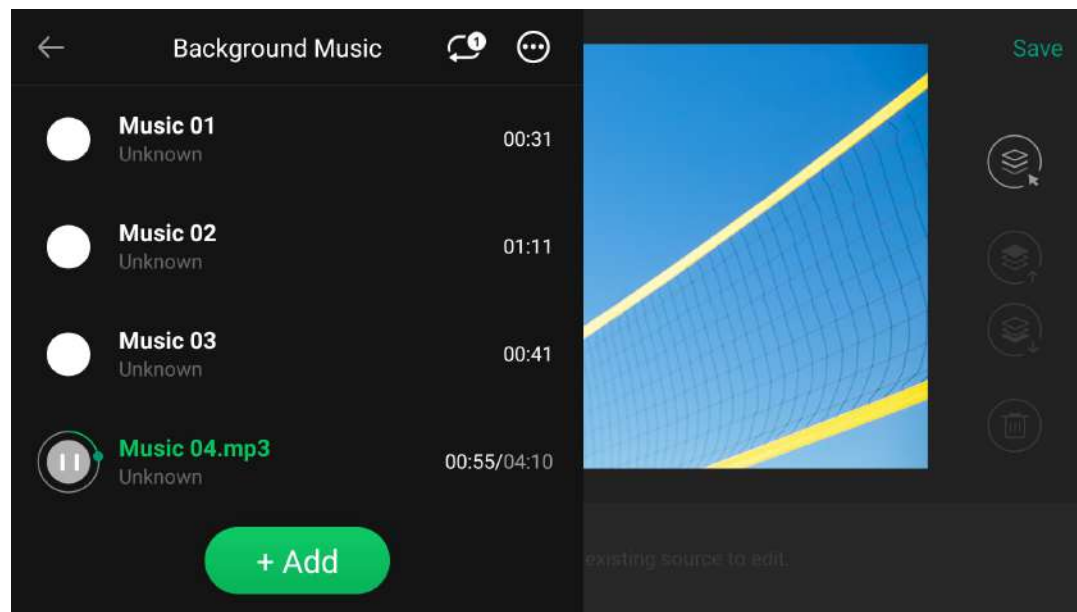 Background Music
1
Save
Music 01
Unknown
00:31
Music 02
Unknown
01:11
Music 03
Unknown
00:41
Music 04.mp3
Unknown
00:55/04:10
+ Add
existing source to edit.